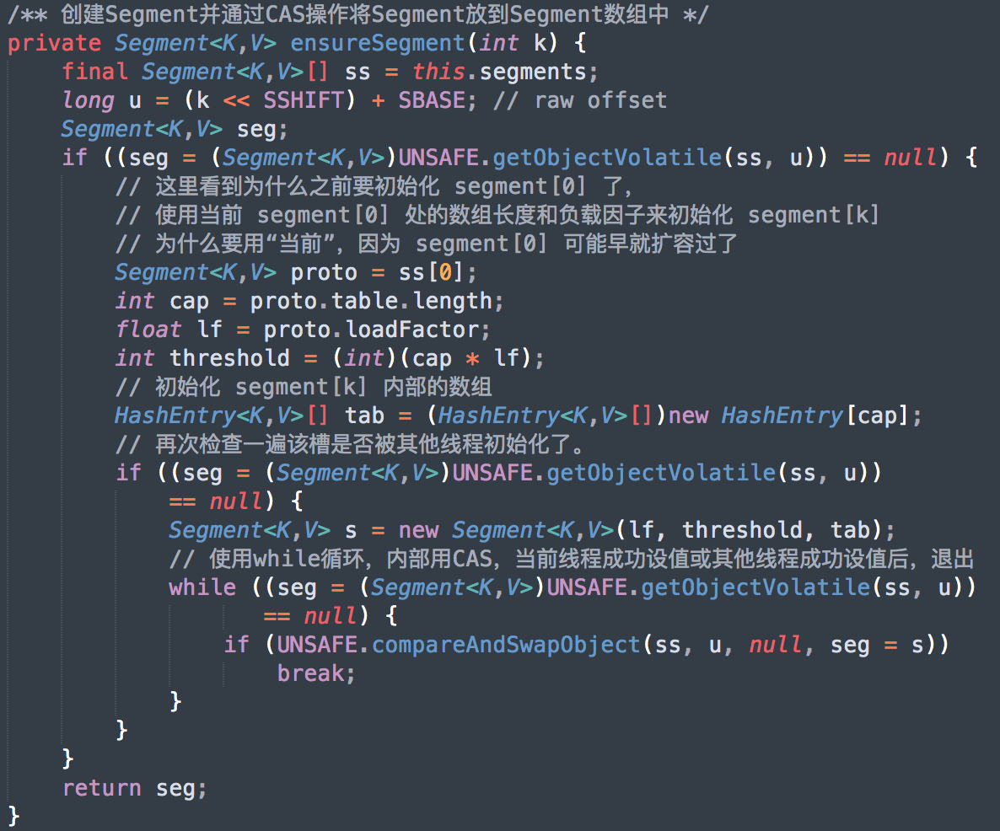 /** 创建Segment并通过CAS操作将Segment放到Segment数组中 */
private Segment<K,V> ensureSegment(int k) {
    final Segment<K,V>[] ss = this.segments;
    long u = (k << SSHIFT) + SBASE; // raw offset
    Segment<K,V> seg;
    if ((seg = (Segment<K,V>)UNSAFE.getObjectVolatile(ss, u)) == null) {
        // 这里看到为什么之前要初始化 segment[0] 了，
        // 使用当前 segment[0] 处的数组长度和负载因子来初始化 segment[k]
        // 为什么要用“当前”，因为 segment[0] 可能早就扩容过了
        Segment<K,V> proto = ss[0];
        int cap = proto.table.length;
        float lf = proto.loadFactor;
        int threshold = (int)(cap * lf);
        // 初始化 segment[k] 内部的数组
        HashEntry<K,V>[] tab = (HashEntry<K,V>[])new HashEntry[cap];
        // 再次检查一遍该槽是否被其他线程初始化了。
        if ((seg = (Segment<K,V>)UNSAFE.getObjectVolatile(ss, u))
            == null) {
            Segment<K,V> s = new Segment<K,V>(lf, threshold, tab);
            // 使用while循环，内部用CAS，当前线程成功设值或其他线程成功设值后，退出
            while ((seg = (Segment<K,V>)UNSAFE.getObjectVolatile(ss, u))
                   == null) {
                if (UNSAFE.compareAndSwapObject(ss, u, null, seg = s))
                    break;
            }
        }
    }
    return seg;
}